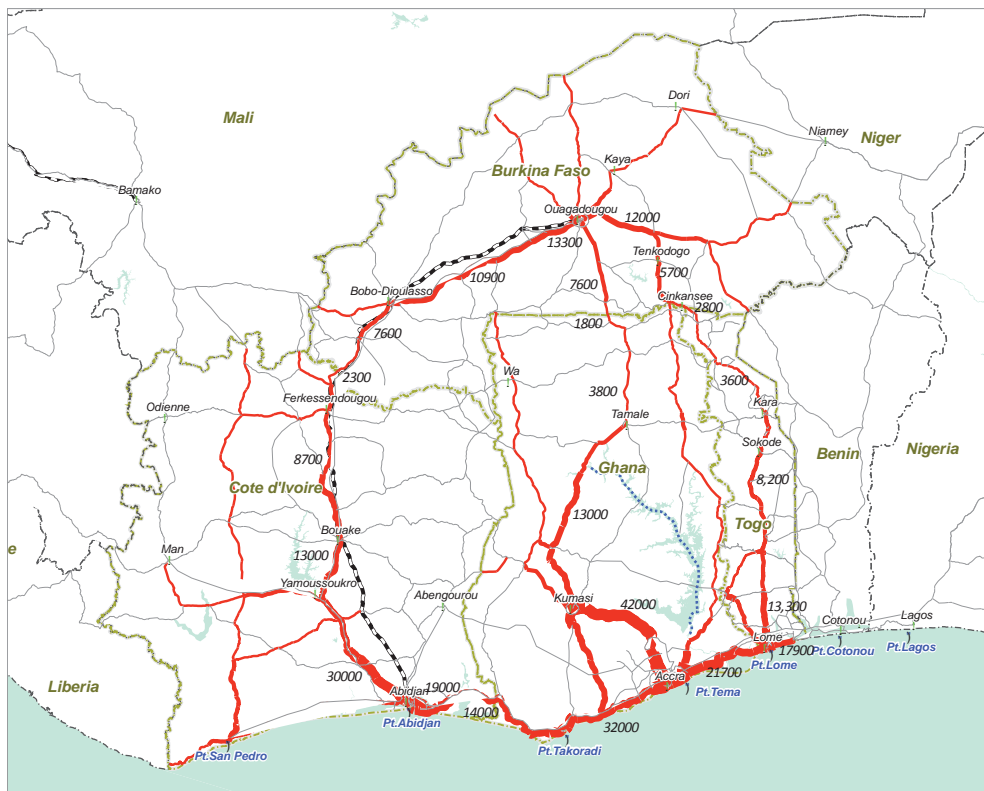 Dori
Mali
Niamey
Niger
Kaya
Burkina Faso
Bamako
Ouagadougou
12000
13300
Tenkodogo
10900
5700
7600
Bobo-Dioulasso
Cinkansee
2800
1800
7600
2300
Wa
3600
3800
Ferkessendougou
Odienne
Kara
Tamale
Sokode
Benin
Nigeria
8700
Ghana
8,200
Cote d'Ivoire
13000
Togo
Bouake
e
13000
Man
Yamoussoukro
Abengourou
Kumasi
42000
13,300
Cotonou
Lagos
Lome
17900
Pt.Lome
Pt.Cotonou
Pt.Lagos
30000
21700
Accra
Liberia
Abidjan
19000
Pt.Tema
14000
Pt.Abidjan
32000
Pt.San Pedro
Pt.Takoradi